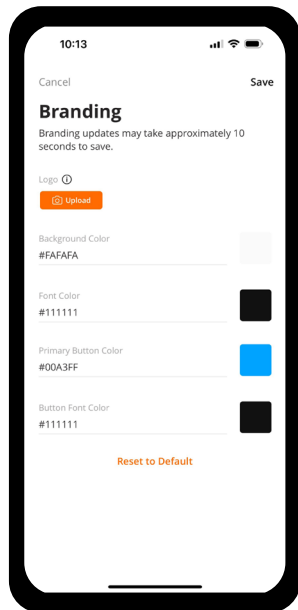 10:13
Cancel
Save
Branding
Branding updates may take approximately 10
seconds to save.
Logo
Upload
Background Color
#FAFAFA
Font Color
#111111
Primary Button Color
#00A3FF
Button Font Color
#111111
Reset to Default